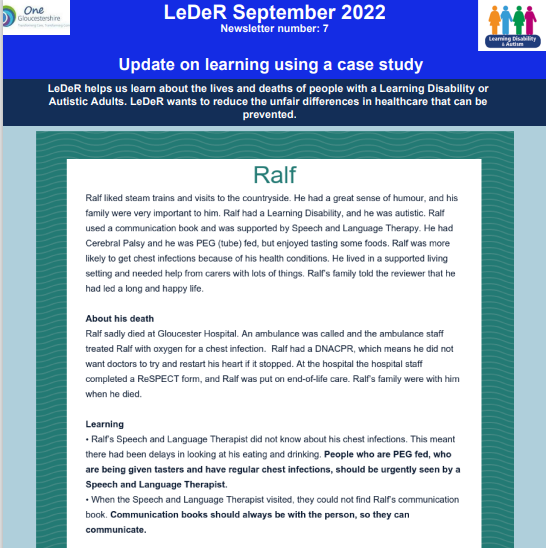 One
Gloucestershire
LeDeR September 2022
Newsletter number: 7
Learning Disability
& Autism
Update on learning using a case study
LeDeR helps us learn about the lives and deaths of people with a Learning Disability or
Autistic Adults. LeDeR wants to reduce the unfair differences in healthcare that can be
prevented.
Ralf
Ralf liked steam trains and visits to the countryside. He had a great sense of humour, and his
family were very important to him. Ralf had a Learning Disability, and he was autistic. Ralf
used a communication book and was supported by Speech and Language Therapy. He had
Cerebral Palsy and he was PEG (tube) fed, but enjoyed tasting some foods. Ralf was more
likely to get chest infections because of his health conditions. He lived in a supported living
setting and needed help from carers with lots of things. Ralf's family told the reviewer that he
had led a long and happy life.
About his death
Ralf sadly died at Gloucester Hospital. An ambulance was called and the ambulance staff
treated Ralf with oxygen for a chest infection. Ralf had a DNACPR, which means he did not
want doctors to try and restart his heart if it stopped. At the hospital the hospital staff
completed a ReSPECT form, and Ralf was put on end-of-life care. Ralf's family were with him
when he died.
Learning
• Ralf's Speech and Language Therapist did not know about his chest infections. This meant
there had been delays in looking at his eating and drinking. People who are PEG fed, who
are being given tasters and have regular chest infections, should be urgently seen by a
Speech and Language Therapist.
• When the Speech and Language Therapist visited, they could not find Ralf's communication
book. Communication books should always be with the person, so they can
communicate.